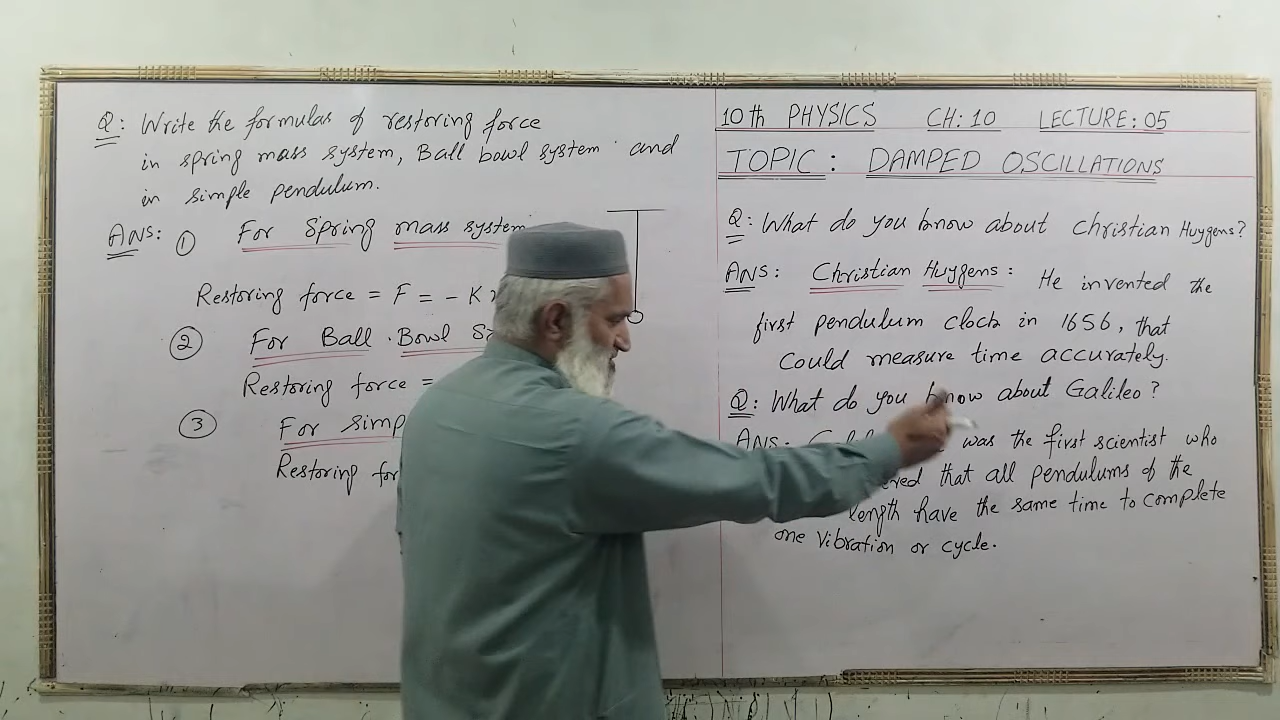 Q: Write the formulas of restoring force
in spring mass system, Ball bowl system and
in simple pendulum.
ANS: ① For Spring mass system
Restoring force = F = - K
② For Ball . Bowl
Restoring force =
③ For
Restoring
10th PHYSICS CH: 10 LECTURE: 05
TOPIC: DAMPED OSCILLATIONS
Q: What do you know about Christian Huygens?
ANS: Christian Huygens: He invented the
first pendulum clock in 1656, that
could measure time accurately.
Q: What do you know about Galileo?
ANS: was the first scientist who
that all pendulums of the
length have the same time to complete
one vibration or cycle.